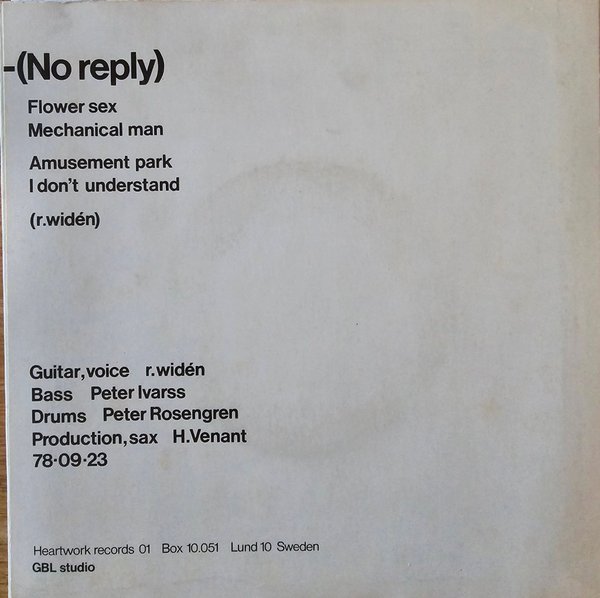 -(No reply)
Flower sex
Mechanical man
Amusement park
I don't understand
(r.widén)
Guitar,voice r.widén
Bass Peter Ivarss
Drums Peter Rosengren
Production,sax H.Venant
78·09·23
Heartwork records 01 Box 10.051 Lund 10 Sweden
GBL studio